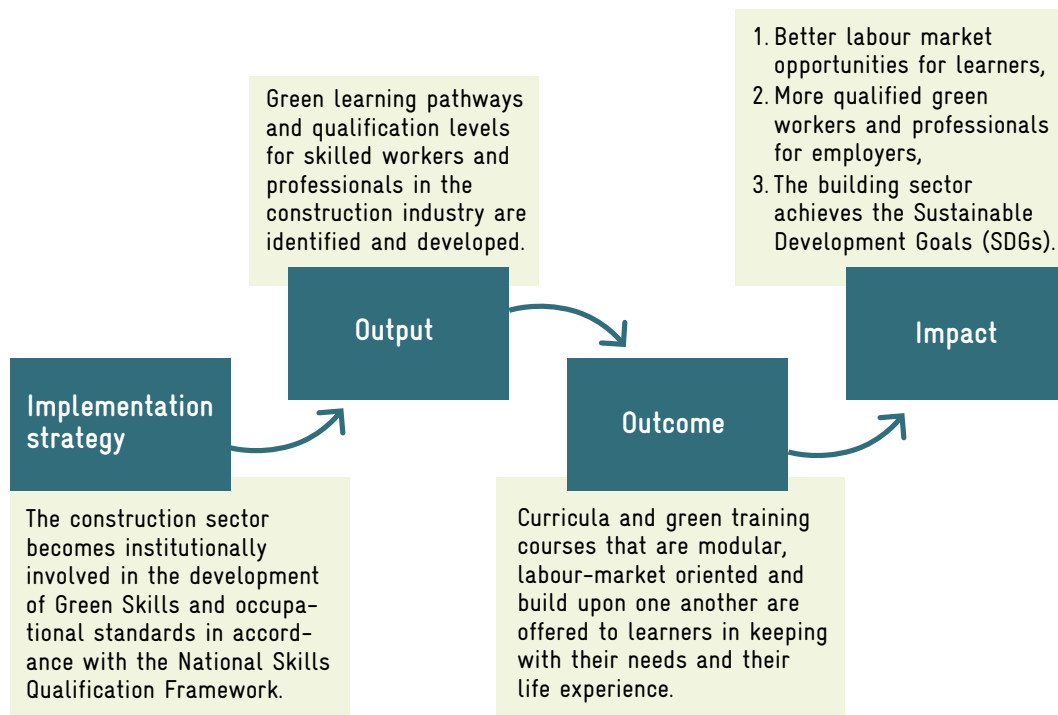 Implementation
strategy
The construction sector
becomes institutionally
involved in the development
of Green Skills and occupa-
tional standards in accord-
ance with the National Skills
Qualification Framework.
Green learning pathways
and qualification levels
for skilled workers and
professionals in the
construction industry are
identified and developed.
Output
Outcome
Curricula and green training
courses that are modular,
labour-market oriented and
build upon one another are
offered to learners in keeping
with their needs and their
life experience.
1. Better labour market
opportunities for learners,
2. More qualified green
workers and professionals
for employers,
3. The building sector
achieves the Sustainable
Development Goals (SDGs).
Impact